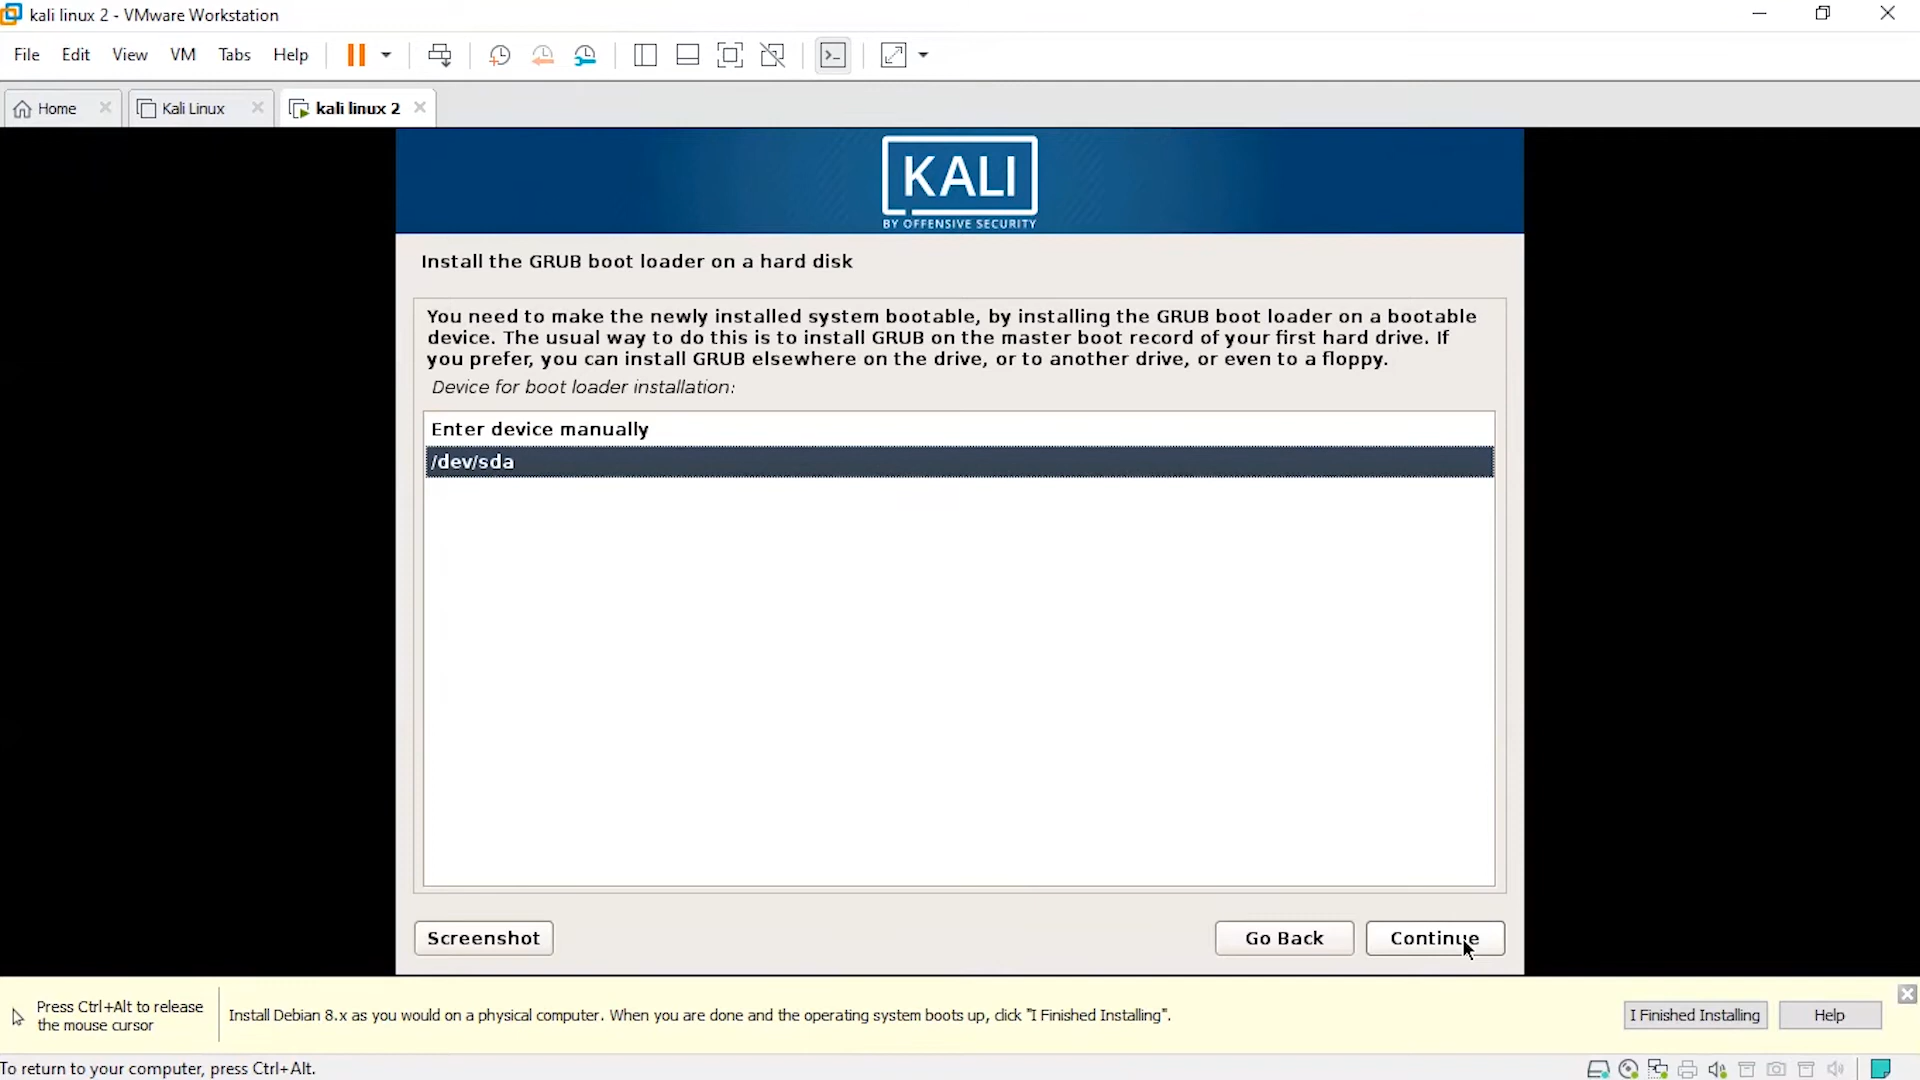 kali linux 2 - VMware Workstation
File Edit View VM Tabs Help
Home Kali Linux kali linux 2
KALI
BY OFFENSIVE SECURITY
Install the GRUB boot loader on a hard disk
You need to make the newly installed system bootable, by installing the GRUB boot loader on a bootable
device. The usual way to do this is to install GRUB on the master boot record of your first hard drive. If
you prefer, you can install GRUB elsewhere on the drive, or to another drive, or even to a floppy.
Device for boot loader installation:
Enter device manually
/dev/sda
Screenshot Go Back Continue
Press Ctrl+Alt to release
the mouse cursor
Install Debian 8.x as you would on a physical computer. When you are done and the operating system boots up, click "I Finished Installing".
I Finished Installing Help
To return to your computer, press Ctrl+Alt.